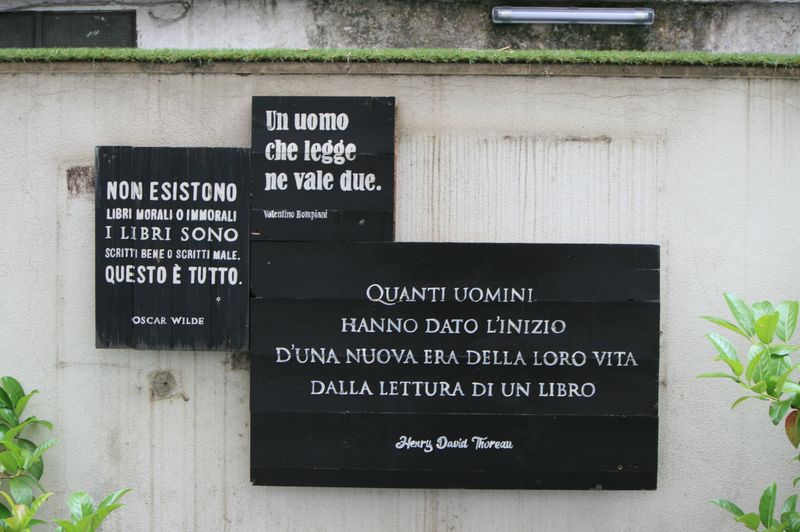 Un uomo
che legge
ne vale due.
Valentino Bompiani
NON ESISTONO
LIBRI MORALI O IMMORALI
I LIBRI SONO
SCRITTI BENE O SCRITTI MALE.
QUESTO È TUTTO.
OSCAR WILDE
QUANTI UOMINI
HANNO DATO L'INIZIO
D'UNA NUOVA ERA DELLA LORO VITA
DALLA LETTURA DI UN LIBRO
Henry David Thoreau